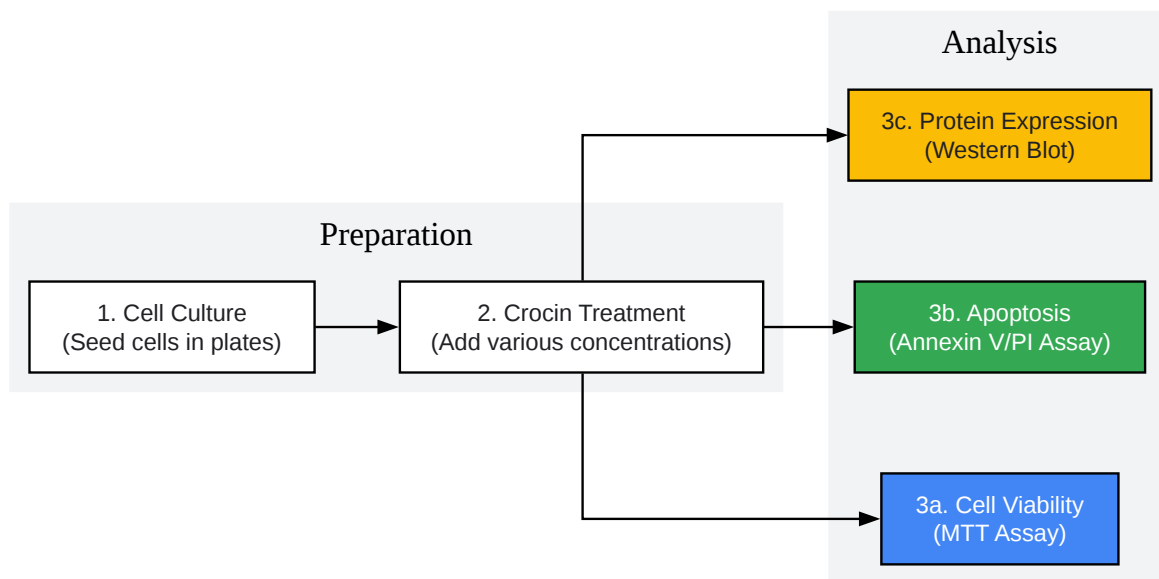 Analysis
3c. Protein Expression
(Western Blot)
Preparation
1. Cell Culture
(Seed cells in plates)
2. Crocin Treatment
(Add various concentrations)
3b. Apoptosis
(Annexin V/PI Assay)
3a. Cell Viability
(MTT Assay)